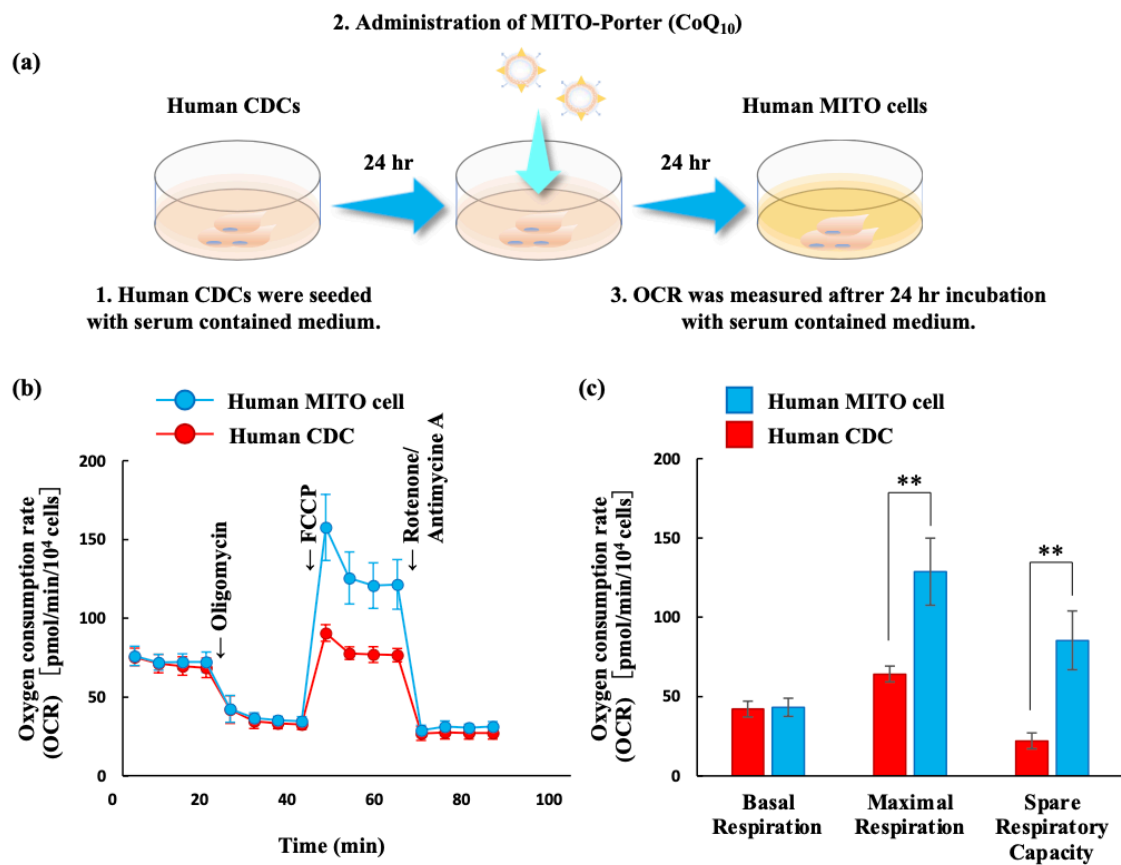 2. Administration of MITO-Porter (CoQ10)
(a)
Human CDCs
Human MITO cells
24 hr
24 hr
1. Human CDCs were seeded
with serum contained medium.
3. OCR was measured aftrer 24 hr incubation
with serum contained medium.
(b)
Human MITO cell
Human CDC
Oxygen consumption rate
(OCR) [pmol/min/10⁴ cells]
200
150
100
50
0
↓Oligomycin
↓FCCP
↓Rotenone/
Antimycine A
0 20 40 60 80 100
Time (min)
(c)
Human MITO cell
Human CDC
Oxygen consumption rate
(OCR) [pmol/min/10⁴ cells]
200
150
100
50
0
**
**
Basal
Respiration
Maximal
Respiration
Spare
Respiratory
Capacity